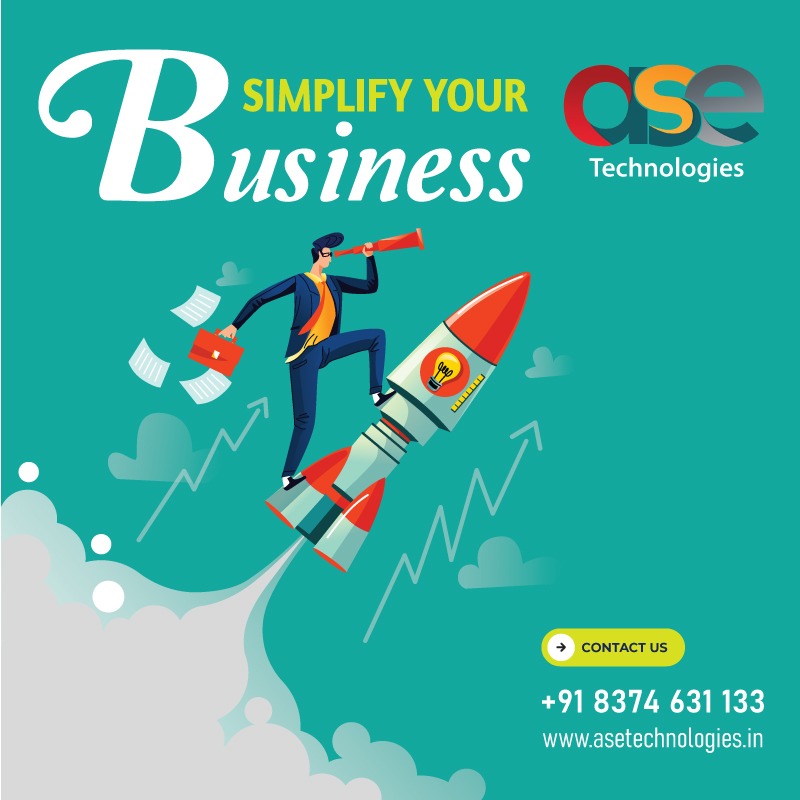 SIMPLIFY YOUR
Business
ase
Technologies
CONTACT US
+91 8374 631 133
www.asetechnologies.in